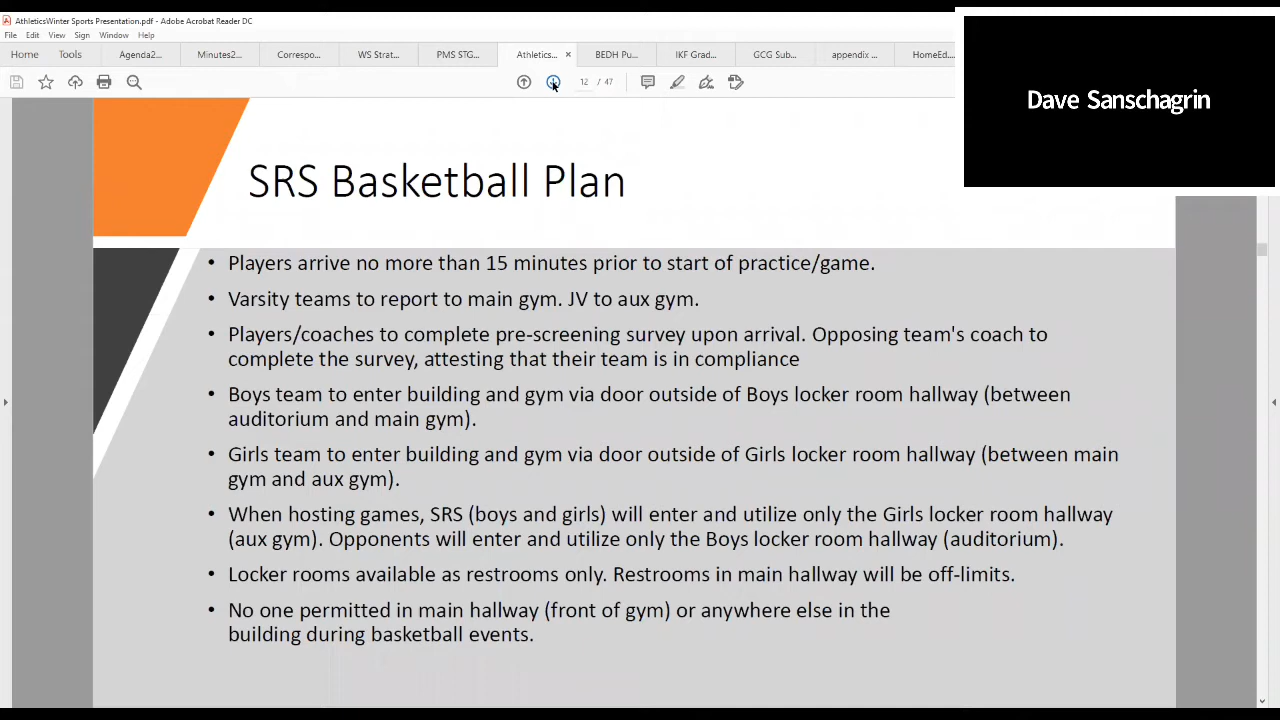 AthleticsWinter Sports Presentation.pdf - Adobe Acrobat Reader DC
File Edit View Sign Window Help
Home Tools Agenda2... Minutes2... Correspo... WS Strat... PMS STG... Athletics... × BEDH Pu... IKF Grad... GCG Sub... appendix ... HomeEd...
12 / 47
Dave Sanschagrin
SRS Basketball Plan
• Players arrive no more than 15 minutes prior to start of practice/game.
• Varsity teams to report to main gym. JV to aux gym.
• Players/coaches to complete pre-screening survey upon arrival. Opposing team's coach to
complete the survey, attesting that their team is in compliance
• Boys team to enter building and gym via door outside of Boys locker room hallway (between
auditorium and main gym).
• Girls team to enter building and gym via door outside of Girls locker room hallway (between main
gym and aux gym).
• When hosting games, SRS (boys and girls) will enter and utilize only the Girls locker room hallway
(aux gym). Opponents will enter and utilize only the Boys locker room hallway (auditorium).
• Locker rooms available as restrooms only. Restrooms in main hallway will be off-limits.
• No one permitted in main hallway (front of gym) or anywhere else in the
building during basketball events.